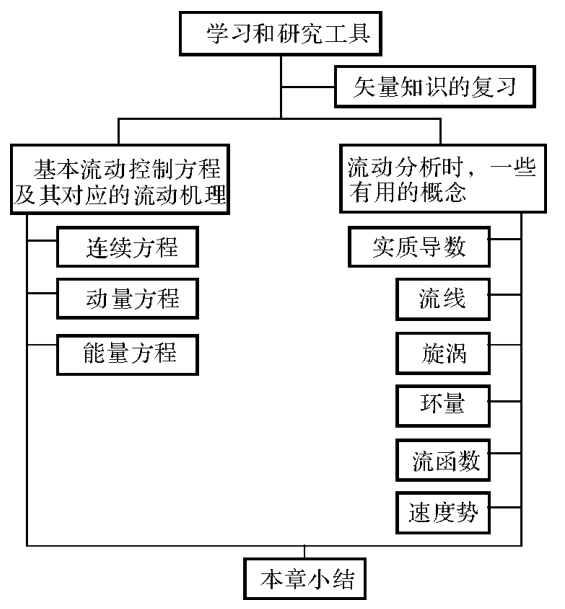 学习和研究工具
矢量知识的复习
基本流动控制方程
及其对应的流动机理
流动分析时，一些
有用的概念
连续方程
动量方程
能量方程
实质导数
流线
旋涡
环量
流函数
速度势
本章小结